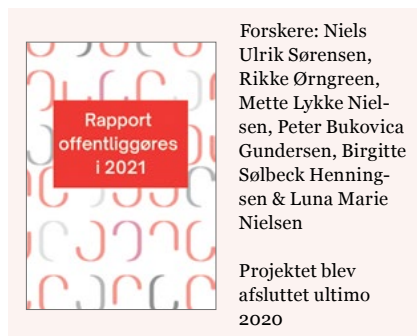 Rapport
offentliggøres
i 2021
Forskere: Niels
Ulrik Sørensen,
Rikke Ørngreen,
Mette Lykke Niel-
sen, Peter Bukovica
Gundersen, Birgitte
Sølbeck Henning-
sen & Luna Marie
Nielsen
Projektet blev
afsluttet ultimo
2020